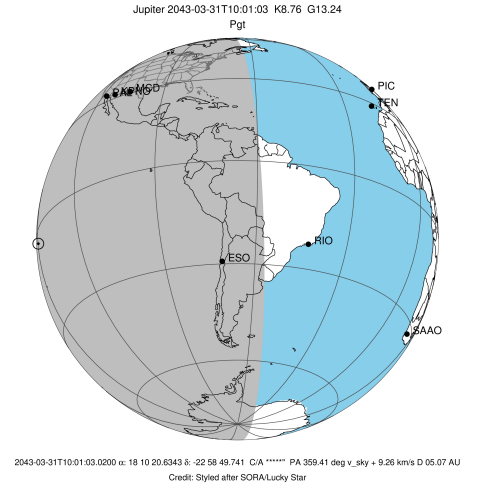 Jupiter 2043-03-31T10:01:03 K8.76 G13.24
Pgt
PIC
TEN
MCD
RIO
ESO
SAAO
2043-03-31T10:01:03.0200 α: 18 10 20.6343 δ: -22 58 49.741 C/A *****" PA 359.41 deg v_sky + 9.26 km/s D 05.07 AU
Credit: Styled after SORA/Lucky Star